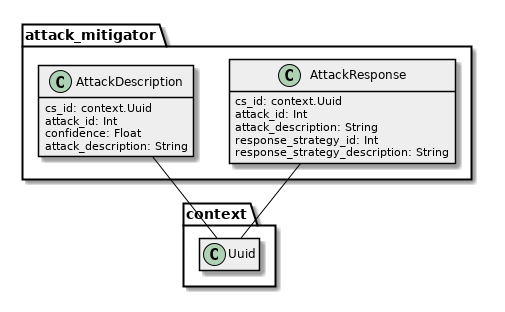 attack_mitigator
C AttackDescription
cs_id: context.Uuid
attack_id: Int
confidence: Float
attack_description: String
C AttackResponse
cs_id: context.Uuid
attack_id: Int
attack_description: String
response_strategy_id: Int
response_strategy_description: String
context
C Uuid